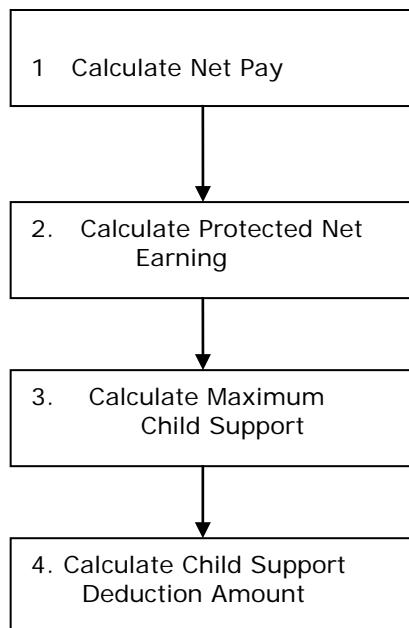 1 Calculate Net Pay
2. Calculate Protected Net
Earning
3. Calculate Maximum
Child Support
4. Calculate Child Support
Deduction Amount